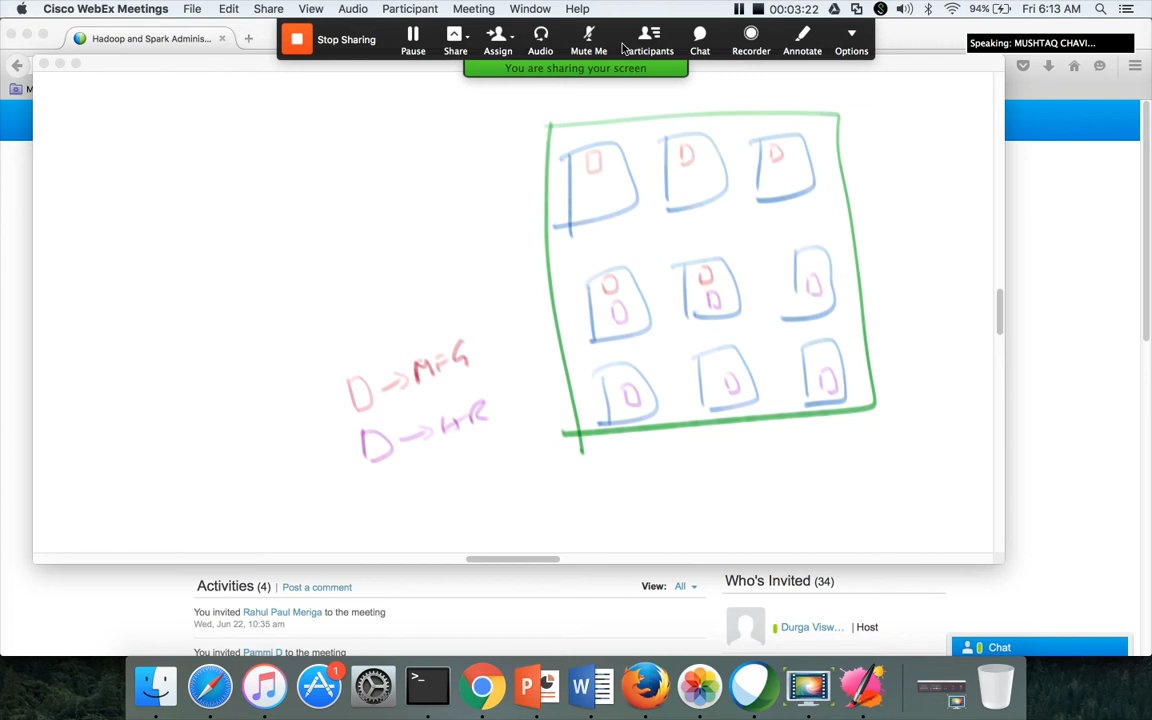 Cisco WebEx Meetings File Edit Share View Audio Participant Meeting Window Help 00:03:22 94% Fri 6:13 AM
Hadoop and Spark Adminis...
Stop Sharing
Pause Share Assign Audio Mute Me Participants Chat Recorder Annotate Options
Speaking: MUSHTAQ CHAVI...
You are sharing your screen
M
D D D
D D
D D D
D → MFG
D D D
D → HR
Activities (4) Post a comment View: All Who's Invited (34)
You invited Rahul Paul Meriga to the meeting
Wed, Jun 22, 10:35 am
Durga Visw... | Host
You invited Pammi D to the meeting
Chat
1